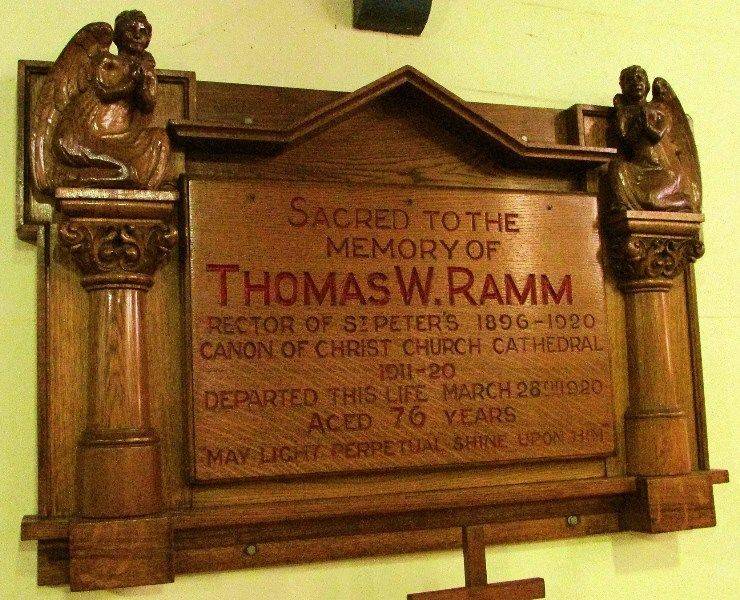 SACRED TO THE
MEMORY OF
THOMAS W. RAMM
RECTOR OF ST PETER'S 1896-1920
CANON OF CHRIST CHURCH CATHEDRAL
1911-20
DEPARTED THIS LIFE MARCH 28TH 1920
AGED 76 YEARS
"MAY LIGHT PERPETUAL SHINE UPON HIM"